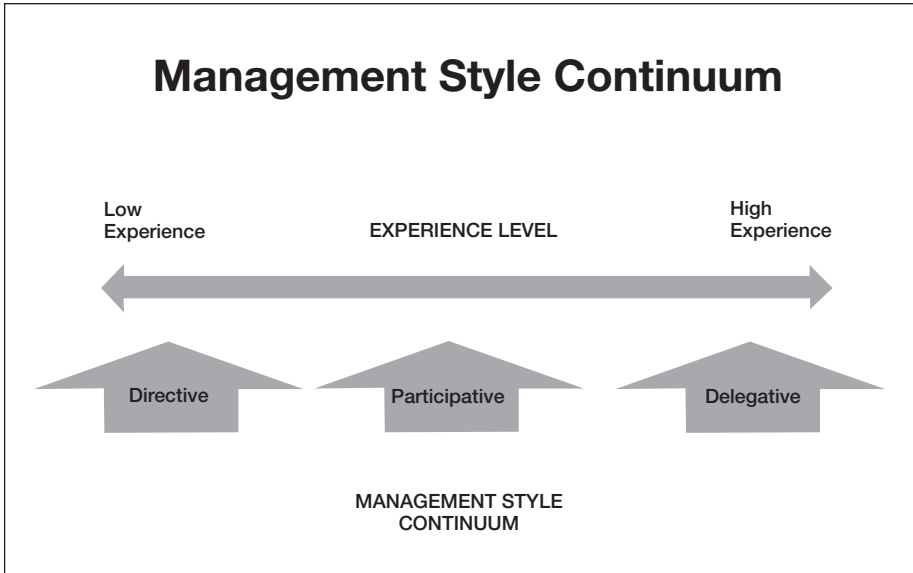 Management Style Continuum
Low
Experience
EXPERIENCE LEVEL
High
Experience
Directive
Participative
Delegative
MANAGEMENT STYLE
CONTINUUM